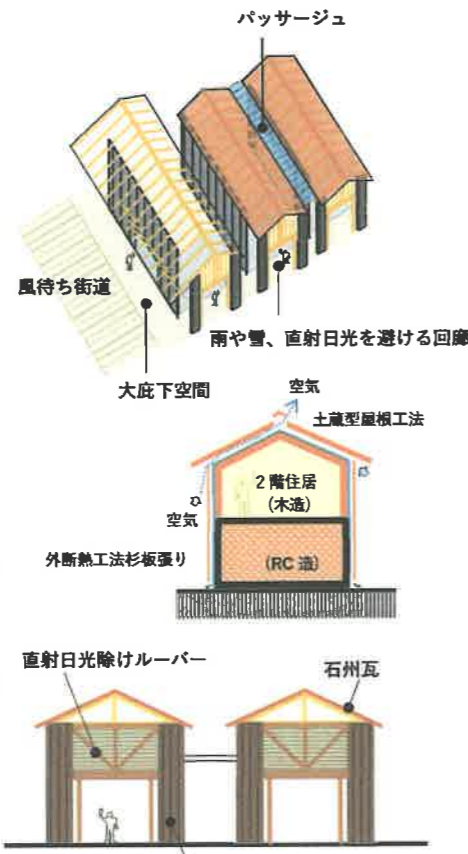 パッサージュ
風待ち街道
雨や雪、直射日光を避ける回廊
大庇下空間
空気
土蔵型屋根工法
2階住居
(木造)
空気
外断熱工法杉板張り
(RC造)
直射日光除けルーバー
石州瓦